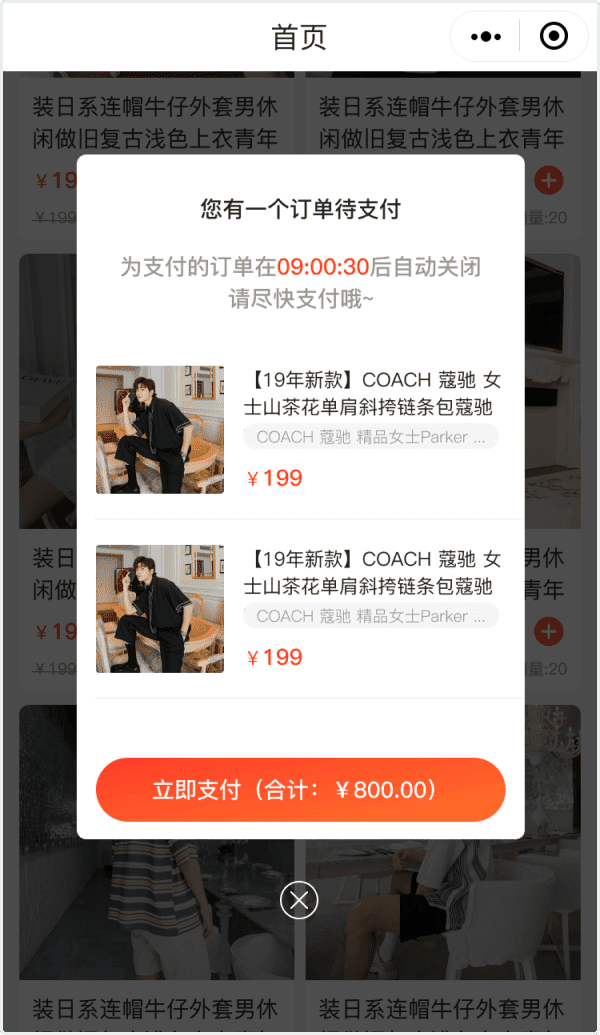 首页
装日系连帽牛仔外套男休
闲做旧复古浅色上衣青年
装日系连帽牛仔外套男休
闲做旧复古浅色上衣青年
¥19
¥199
量:20
您有一个订单待支付
为支付的订单在09:00:30后自动关闭
请尽快支付哦~
【19年新款】COACH 蔻驰 女
士山茶花单肩斜挎链条包蔻驰
COACH 蔻驰 精品女士Parker ...
¥199
【19年新款】COACH 蔻驰 女
士山茶花单肩斜挎链条包蔻驰
COACH 蔻驰 精品女士Parker ...
¥199
装日
闲做
¥19
¥199
男休
青年
量:20
立即支付（合计：¥800.00）
装日系连帽牛仔外套男休
装日系连帽牛仔外套男休